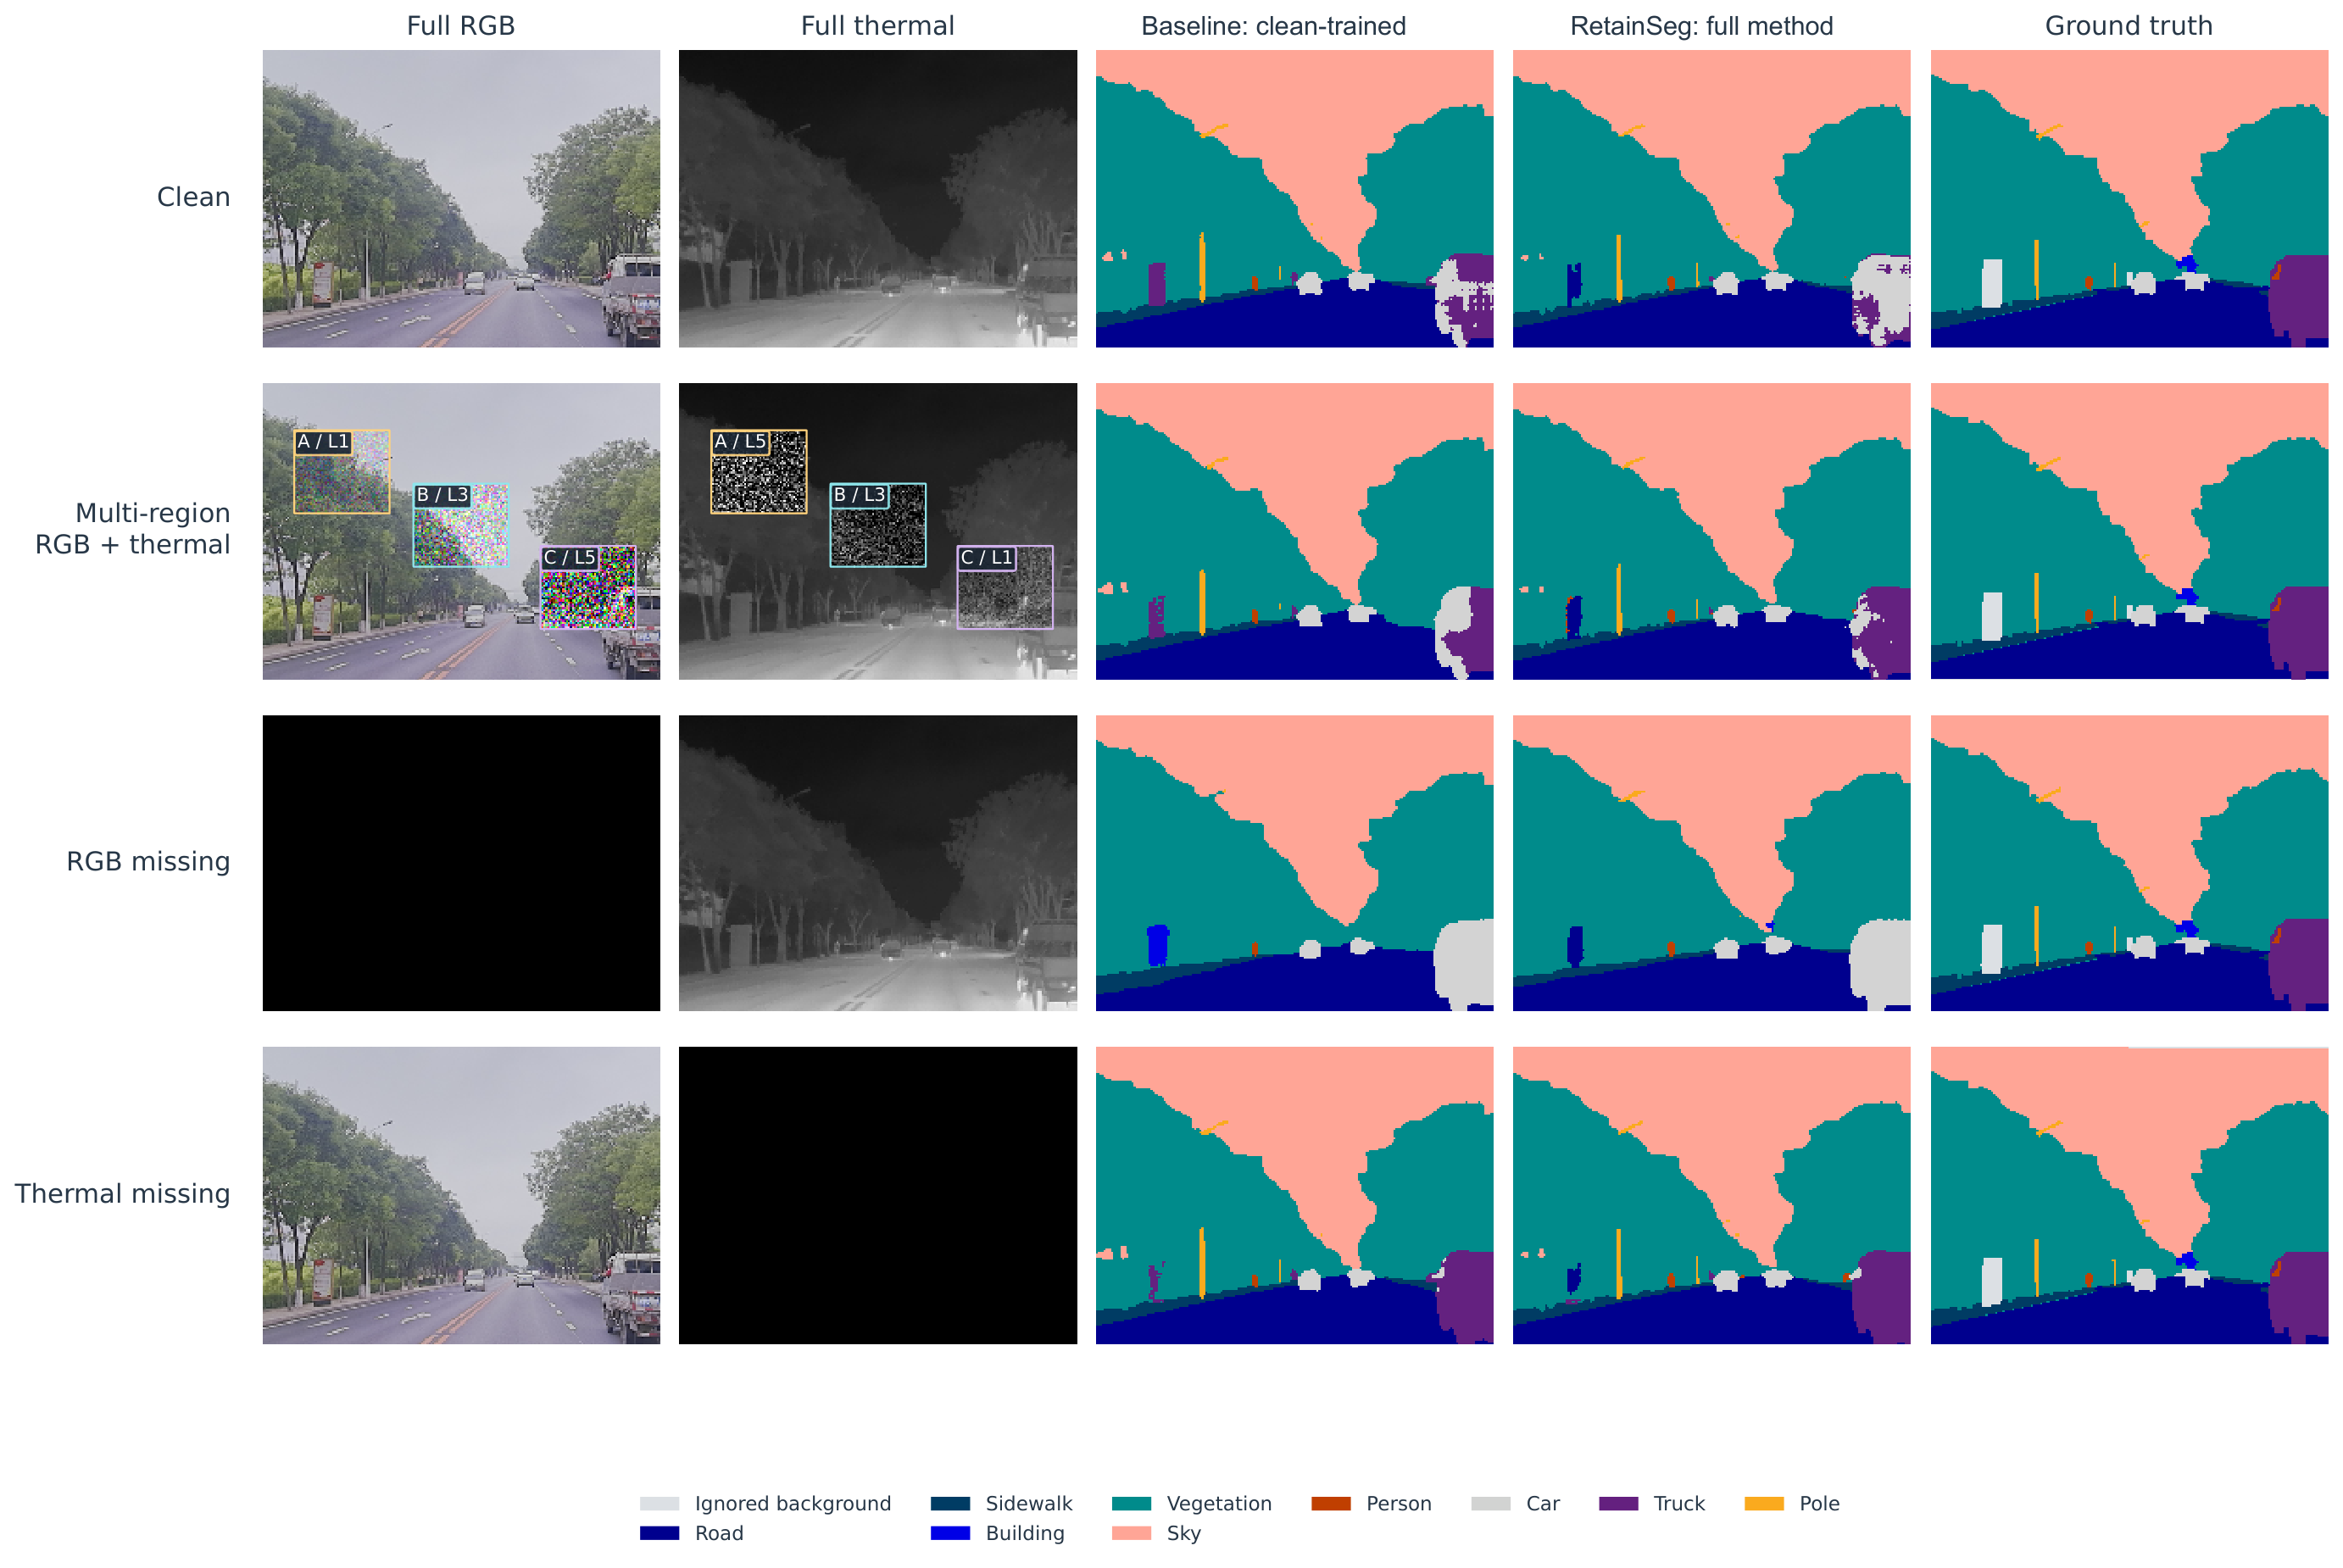 Full RGB
Full thermal
Baseline: clean-trained
RetainSeg: full method
Ground truth
Clean
Multi-region
RGB + thermal
A / L1
B / L3
C / L5
A / L5
B / L3
C / L1
RGB missing
Thermal missing
Ignored background
Sidewalk
Vegetation
Person
Car
Truck
Pole
Road
Building
Sky